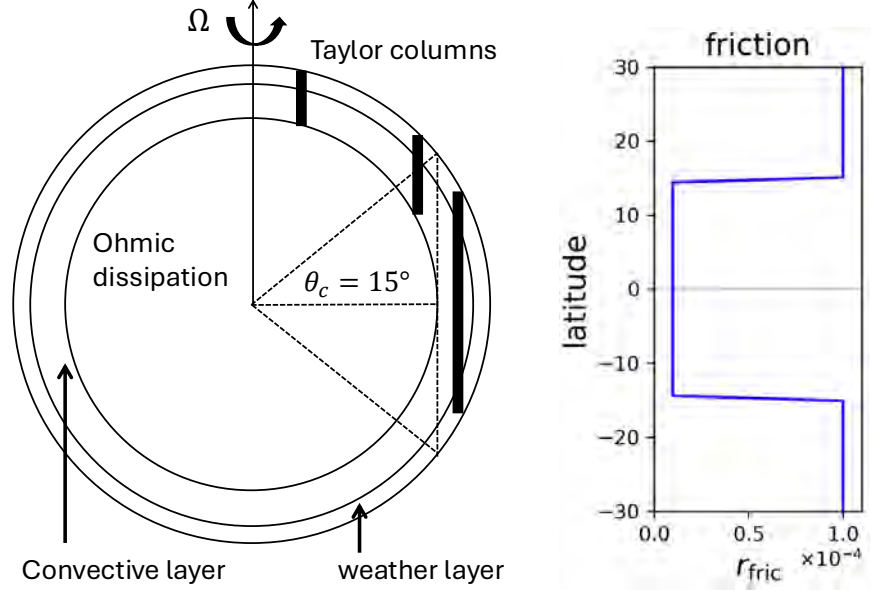 Ω
Taylor columns
Ohmic
dissipation
θ_c = 15°
Convective layer
weather layer
friction
latitude
30
20
10
0
−10
−20
−30
0.0 0.5 1.0
×10⁻⁴
r_fric